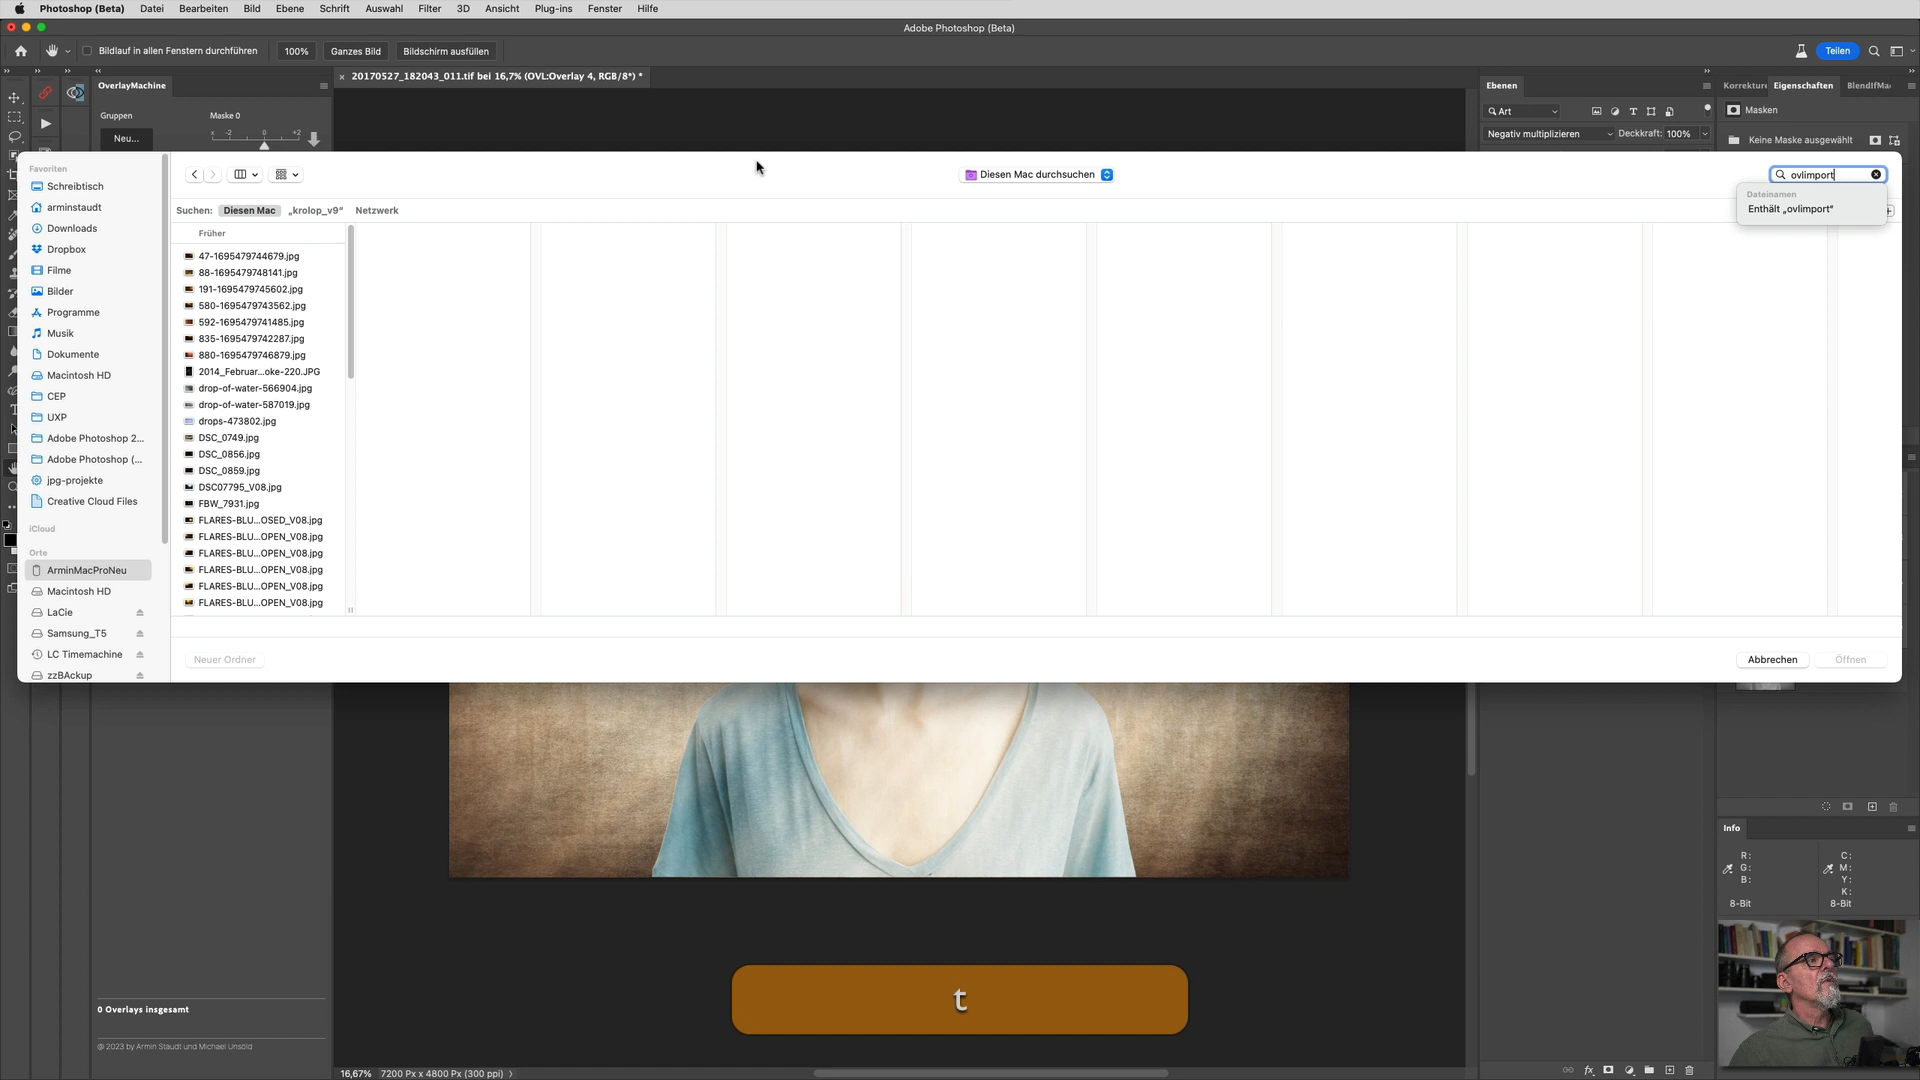 Photoshop (Beta) Datei Bearbeiten Bild Ebene Schrift Auswahl Filter 3D Ansicht Plug-ins Fenster Hilfe
Adobe Photoshop (Beta)
Bildlauf in allen Fenstern durchführen 100% Ganzes Bild Bildschirm ausfüllen Teilen
OverlayMachine
× 20170527_182043_011.tif bei 16,7% (OVL:Overlay 4, RGB/8*) *
Ebenen
Korrekture Eigenschaften BlendIfMa
Gruppen
Maske 0
Neu...
x -2 0 +2
Art
Masken
Negativ multiplizieren Deckkraft: 100%
Keine Maske ausgewählt
Diesen Mac durchsuchen
ovlimport
Dateinamen
Enthält „ovlimport“
Suchen: Diesen Mac „krolop_v9“ Netzwerk
Favoriten
Schreibtisch
arminstaudt
Downloads
Dropbox
Filme
Bilder
Programme
Musik
Dokumente
Macintosh HD
CEP
UXP
Adobe Photoshop 2...
Adobe Photoshop (...
jpg-projekte
Creative Cloud Files
iCloud
Orte
ArminMacProNeu
Macintosh HD
LaCie
Samsung_T5
LC Timemachine
zzBAckup
Früher
47-1695479744679.jpg
88-1695479748141.jpg
191-1695479745602.jpg
580-1695479743562.jpg
592-1695479741485.jpg
835-1695479742287.jpg
880-1695479746879.jpg
2014_Februar...oke-220.JPG
drop-of-water-566904.jpg
drop-of-water-587019.jpg
drops-473802.jpg
DSC_0749.jpg
DSC_0856.jpg
DSC_0859.jpg
DSC07795_V08.jpg
FBW_7931.jpg
FLARES-BLU...OSED_V08.jpg
FLARES-BLU...OPEN_V08.jpg
FLARES-BLU...OPEN_V08.jpg
FLARES-BLU...OPEN_V08.jpg
FLARES-BLU...OPEN_V08.jpg
FLARES-BLU...OPEN_V08.jpg
Neuer Ordner
Abbrechen Öffnen
Info
R: C:
G: M:
B: Y:
K:
8-Bit 8-Bit
t
0 Overlays insgesamt
@ 2023 by Armin Staudt und Michael Unsöld
16,67% 7200 Px x 4800 Px (300 ppi) >
fx